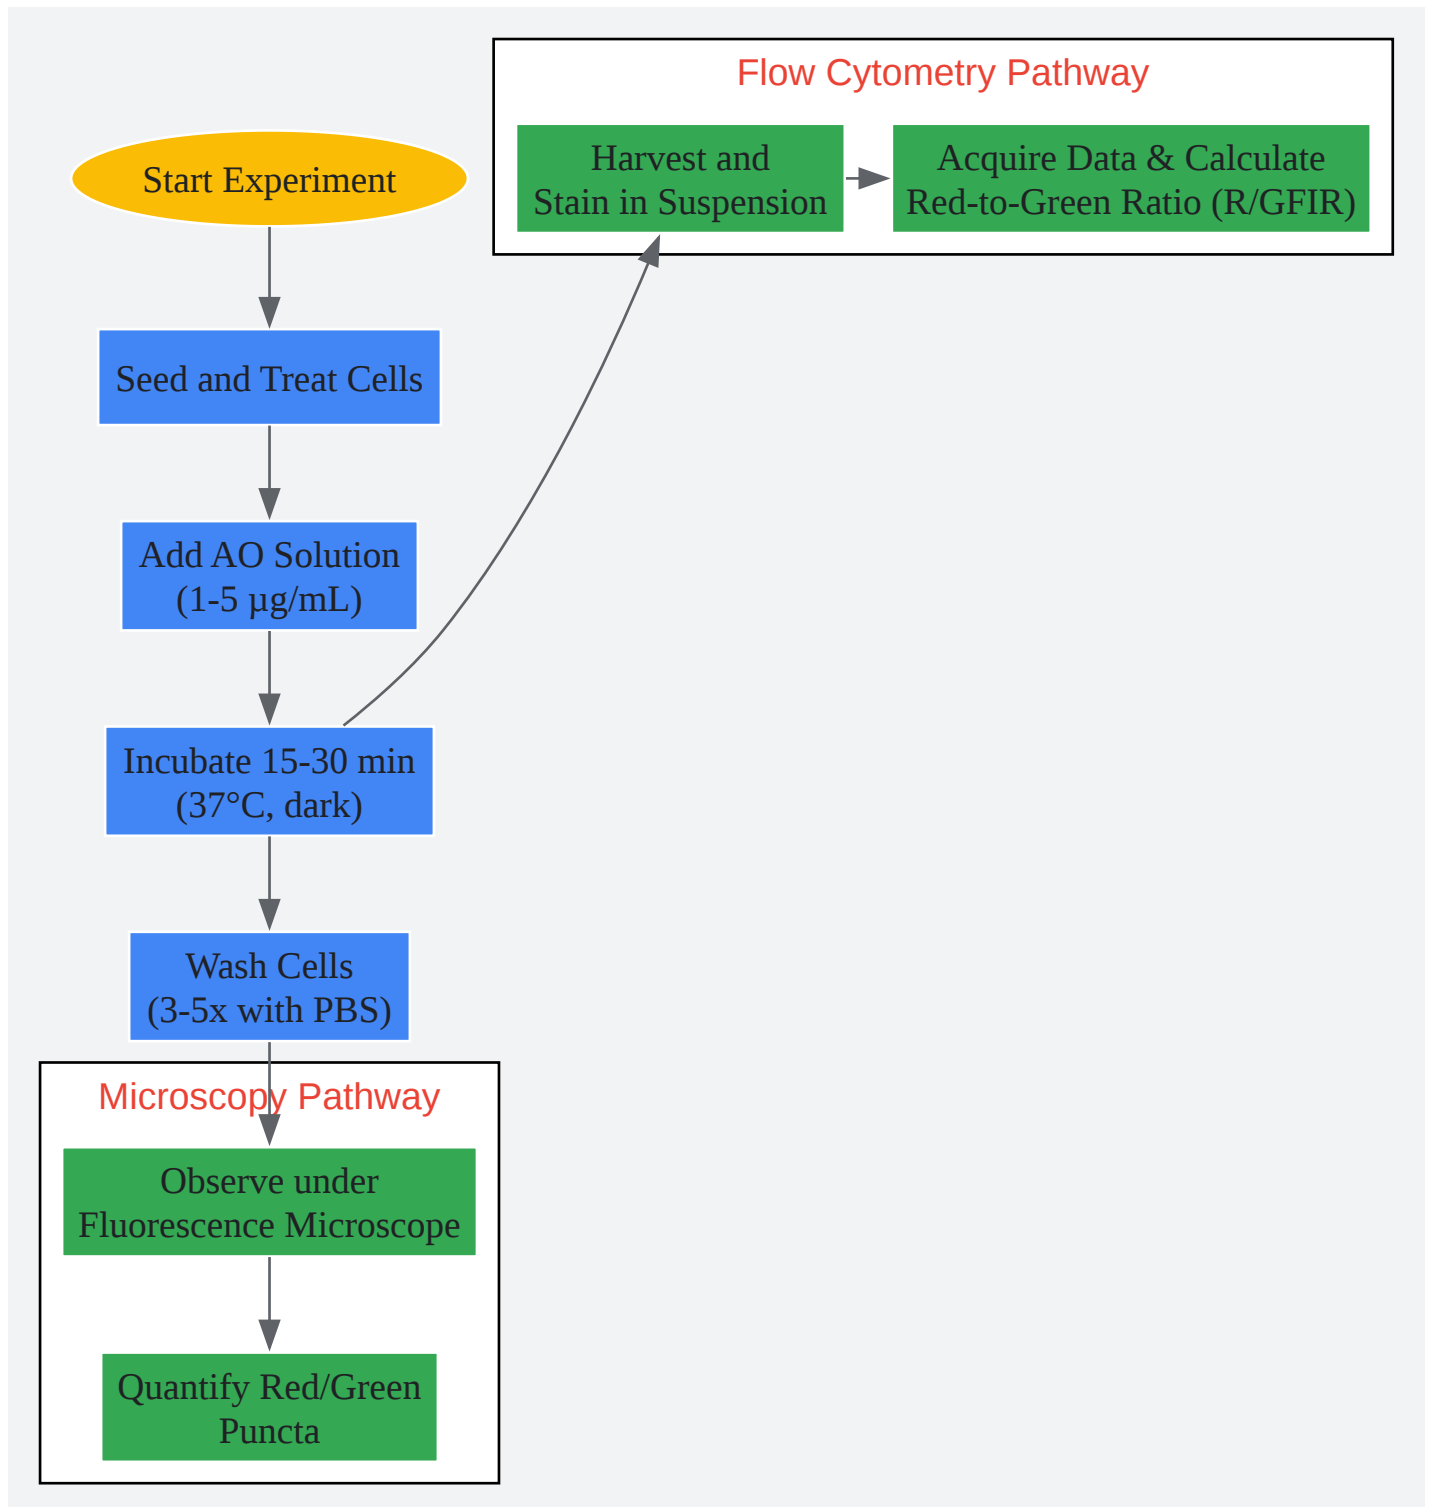 Flow Cytometry Pathway
Harvest and
Stain in Suspension
Acquire Data & Calculate
Red-to-Green Ratio (R/GFIR)
Start Experiment
Seed and Treat Cells
Add AO Solution
(1-5 µg/mL)
Incubate 15-30 min
(37°C, dark)
Wash Cells
(3-5x with PBS)
Microscopy Pathway
Observe under
Fluorescence Microscope
Quantify Red/Green
Puncta